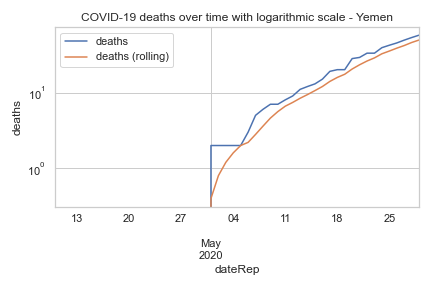 COVID-19 deaths over time with logarithmic scale - Yemen
deaths
deaths (rolling)
deaths
10¹
10⁰
13 20 27 04 11 18 25
May
2020
dateRep